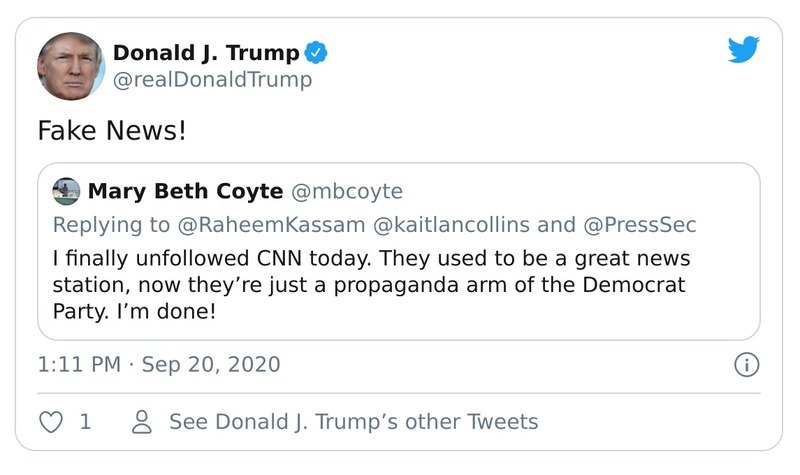 Donald J. Trump
@realDonaldTrump
Fake News!
Mary Beth Coyte @mbcoyte
Replying to @RaheemKassam @kaitlancollins and @PressSec
I finally unfollowed CNN today. They used to be a great news
station, now they’re just a propaganda arm of the Democrat
Party. I’m done!
1:11 PM · Sep 20, 2020
1 See Donald J. Trump’s other Tweets